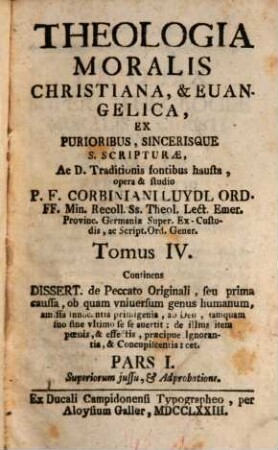 THEOLOGIA
MORALIS
CHRISTIANA, & EUAN-
GELICA,
EX
PURIORIBUS, SINCERISQUE
S. SCRIPTURÆ,
Ac D. Traditionis fontibus hausta,
opera & studio
P. F. CORBINIANI LUYDL ORD.
FF. Min. Recoll. Ss. Theol. Lect. Emer.
Provinc. Germaniæ Super. Ex-Custo-
dis, ac Script. Ord. Gener.
Tomus IV.
Continens
DISSERT. de Peccato Originali, seu prima
caussa, ob quam vniuersum genus humanum,
amissa innocentia primigenia, ab Deo, tamquam
suo fine vltimo se se auertit: de illius item
pœnis, & effectis, præcipue Ignoran-
tia, & Concupiscentia: cet.
PARS I.
Superiorum jussu, & Adprobatione.
Ex Ducali Campidonensi Typographeo, per
Aloysium Galler, MDCCLXXIII.